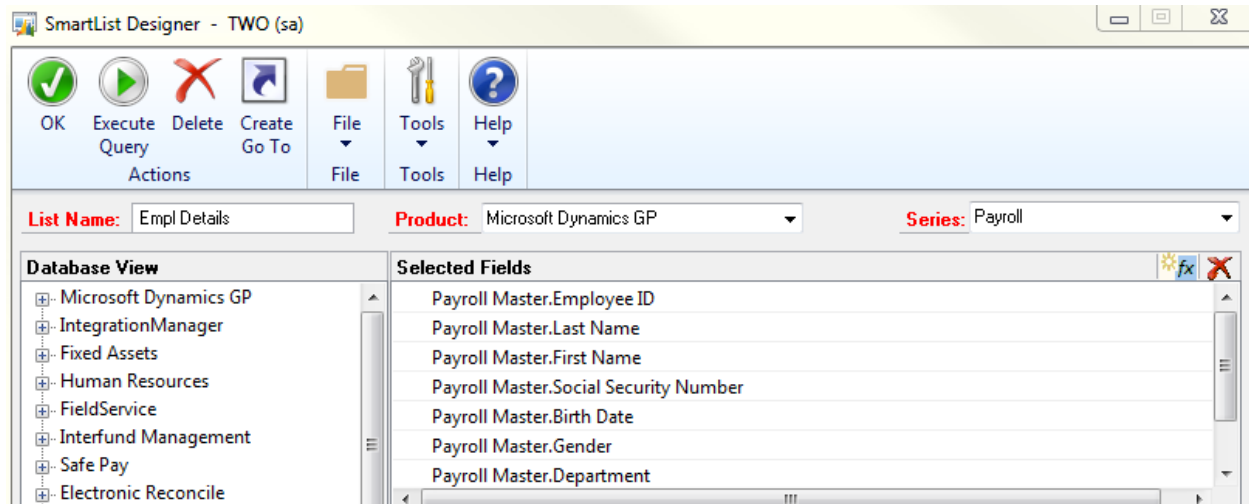 SmartList Designer - TWO (sa)
OK Execute Query Delete Create Go To File Tools Help
Actions File Tools Help
List Name: Empl Details Product: Microsoft Dynamics GP Series: Payroll
Database View
Microsoft Dynamics GP
IntegrationManager
Fixed Assets
Human Resources
FieldService
Interfund Management
Safe Pay
Electronic Reconcile
Selected Fields
fx
Payroll Master.Employee ID
Payroll Master.Last Name
Payroll Master.First Name
Payroll Master.Social Security Number
Payroll Master.Birth Date
Payroll Master.Gender
Payroll Master.Department